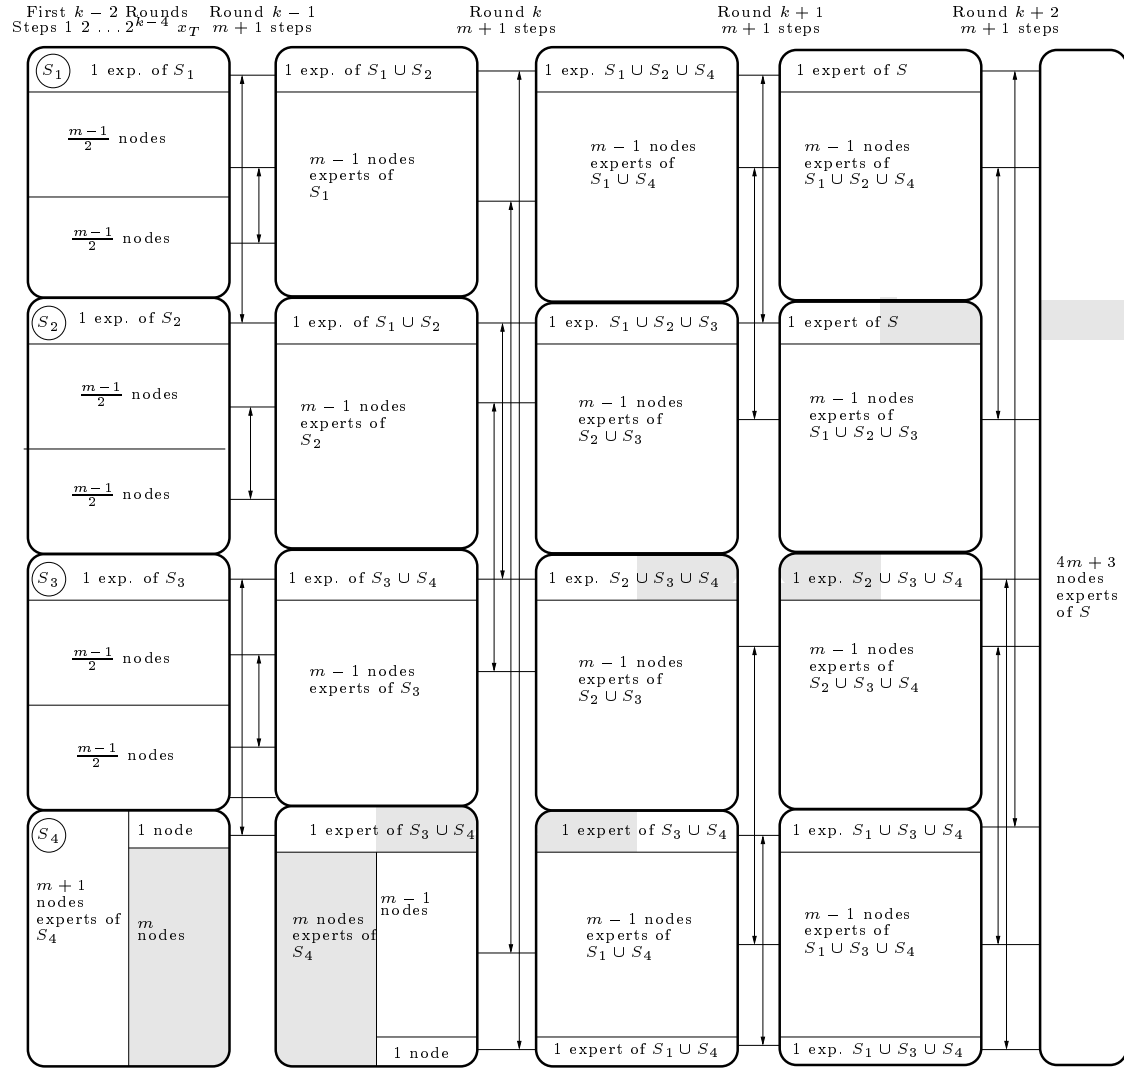 First k − 2 Rounds
Steps 1 2 ... 2^{k−4} x_T
Round k − 1
m + 1 steps
Round k
m + 1 steps
Round k + 1
m + 1 steps
Round k + 2
m + 1 steps
S_1
1 exp. of S_1
\frac{m−1}{2} nodes
\frac{m−1}{2} nodes
S_2
1 exp. of S_2
\frac{m−1}{2} nodes
\frac{m−1}{2} nodes
S_3
1 exp. of S_3
\frac{m−1}{2} nodes
\frac{m−1}{2} nodes
S_4
m + 1
nodes
experts of
S_4
1 node
m
nodes
1 exp. of S_1 ∪ S_2
m − 1 nodes
experts of
S_1
1 exp. of S_1 ∪ S_2
m − 1 nodes
experts of
S_2
1 exp. of S_3 ∪ S_4
m − 1 nodes
experts of S_3
1 expert of S_3 ∪ S_4
m nodes
experts of
S_4
m − 1
nodes
1 node
1 exp. S_1 ∪ S_2 ∪ S_4
m − 1 nodes
experts of
S_1 ∪ S_4
1 exp. S_1 ∪ S_2 ∪ S_3
m − 1 nodes
experts of
S_2 ∪ S_3
1 exp. S_2 ∪ S_3 ∪ S_4
m − 1 nodes
experts of
S_2 ∪ S_3
1 expert of S_3 ∪ S_4
m − 1 nodes
experts of
S_1 ∪ S_4
1 expert of S_1 ∪ S_4
1 expert of S
m − 1 nodes
experts of
S_1 ∪ S_2 ∪ S_4
1 expert of S
m − 1 nodes
experts of
S_1 ∪ S_2 ∪ S_3
1 exp. S_2 ∪ S_3 ∪ S_4
m − 1 nodes
experts of
S_2 ∪ S_3 ∪ S_4
1 exp. S_1 ∪ S_3 ∪ S_4
m − 1 nodes
experts of
S_1 ∪ S_3 ∪ S_4
1 exp. S_1 ∪ S_3 ∪ S_4
4m + 3
nodes
experts
of S